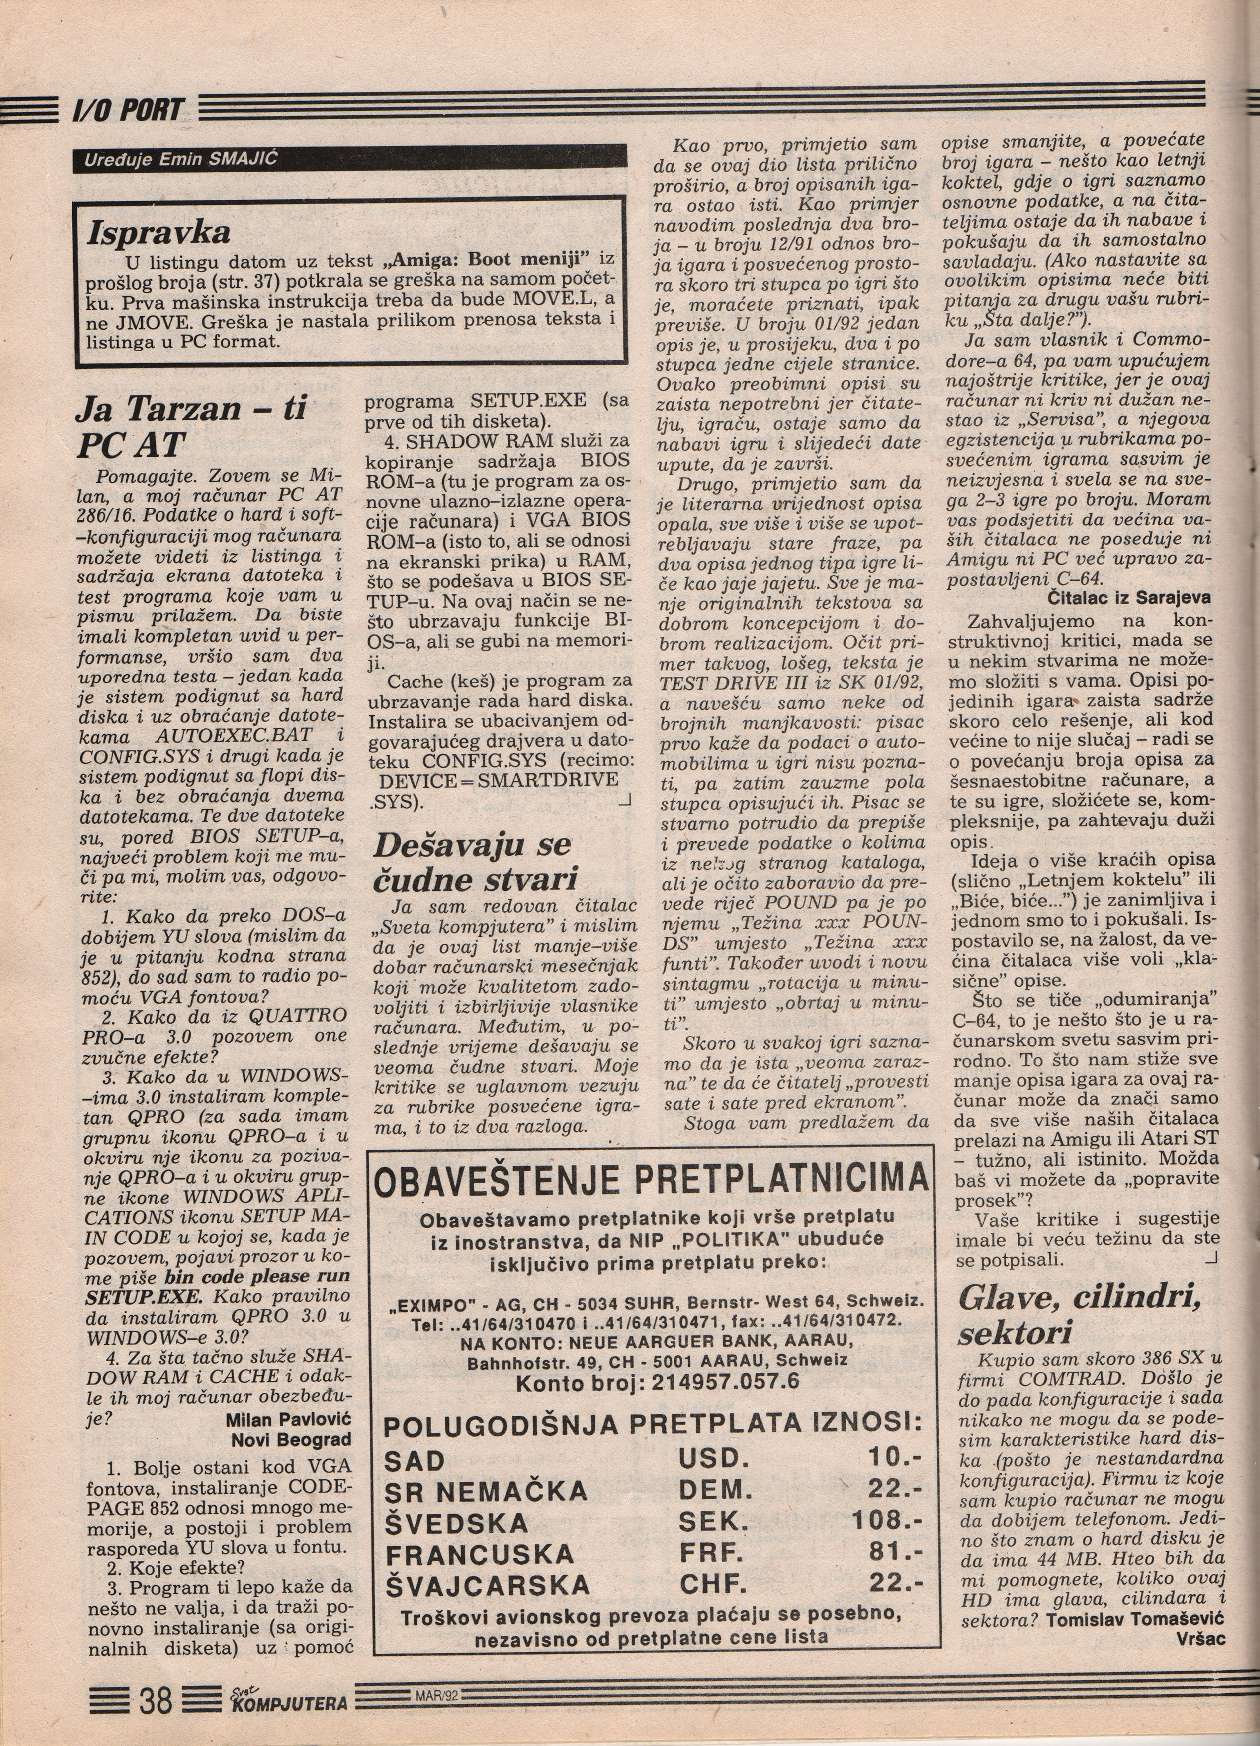 I/O PORT
Uređuje Emin SMAJIĆ
Ispravka
U listingu datom uz tekst „Amiga: Boot meniji” iz
prošlog broja (str. 37) potkrala se greška na samom počet-
ku. Prva mašinska instrukcija treba da bude MOVE.L, a
ne JMOVE. Greška je nastala prilikom prenosa teksta i
listinga u PC format.
Ja Tarzan – ti
PC AT
Pomagajte. Zovem se Mi-
lan, a moj računar PC AT
286/16. Podatke o hard i soft-
-konfiguraciji mog računara
možete videti iz listinga i
sadržaja ekrana datoteka i
test programa koje vam u
pismu prilažem. Da biste
imali kompletan uvid u per-
formanse, vršio sam dva
uporedna testa – jedan kada
je sistem podignut sa hard
diska i uz obraćanje datote-
kama AUTOEXEC.BAT i
CONFIG.SYS i drugi kada je
sistem podignut sa flopi dis-
ka i bez obraćanja dvema
datotekama. Te dve datoteke
su, pored BIOS SETUP–a,
najveći problem koji me mu-
či pa mi, molim vas, odgovo-
rite:
1. Kako da preko DOS–a
dobijem YU slova (mislim da
je u pitanju kodna strana
852), do sad sam to radio po-
moću VGA fontova?
2. Kako da iz QUATTRO
PRO–a 3.0 pozovem one
zvučne efekte?
3. Kako da u WINDOWS-
–ima 3.0 instaliram komple-
tan QPRO (za sada imam
grupnu ikonu QPRO–a i u
okviru nje ikonu za poziva-
nje QPRO–a i u okviru grup-
ne ikone WINDOWS APLI-
CATIONS ikonu SETUP MA-
IN CODE u kojoj se, kada je
pozovem, pojavi prozor u ko-
me piše bin code please run
SETUP.EXE. Kako pravilno
da instaliram QPRO 3.0 u
WINDOWS–e 3.0?
4. Za šta tačno služe SHA-
DOW RAM i CACHE i odak-
le ih moj računar obezbeđu-
je?
Milan Pavlović
Novi Beograd
1. Bolje ostani kod VGA
fontova, instaliranje CODE-
PAGE 852 odnosi mnogo me-
morije, a postoji i problem
rasporeda YU slova u fontu.
2. Koje efekte?
3. Program ti lepo kaže da
nešto ne valja, i da traži po-
novno instaliranje (sa origi-
nalnih disketa) uz pomoć
programa SETUP.EXE (sa
prve od tih disketa).
4. SHADOW RAM služi za
kopiranje sadržaja BIOS
ROM–a (tu je program za os-
novne ulazno–izlazne opera-
cije računara) i VGA BIOS
ROM–a (isto to, ali se odnosi
na ekranski prika) u RAM,
što se podešava u BIOS SE-
TUP–u. Na ovaj način se ne-
što ubrzavaju funkcije BI-
OS–a, ali se gubi na memori-
ji.
Cache (keš) je program za
ubrzavanje rada hard diska.
Instalira se ubacivanjem od-
govarajućeg drajvera u dato-
teku CONFIG.SYS (recimo:
DEVICE=SMARTDRIVE
.SYS).
Dešavaju se
čudne stvari
Ja sam redovan čitalac
„Sveta kompjutera” i mislim
da je ovaj list manje–više
dobar računarski mesečnjak
koji može kvalitetom zado-
voljiti i izbirljivije vlasnike
računara. Međutim, u po-
slednje vrijeme dešavaju se
veoma čudne stvari. Moje
kritike se uglavnom vezuju
za rubrike posvećene igra-
ma, i to iz dva razloga.
Kao prvo, primjetio sam
da se ovaj dio lista prilično
proširio, a broj opisanih iga-
ra ostao isti. Kao primjer
navodim poslednja dva bro-
ja – u broju 12/91 odnos bro-
ja igara i posvećenog prosto-
ra skoro tri stupca po igri što
je, moraćete priznati, ipak
previše. U broju 01/92 jedan
opis je, u prosijeku, dva i po
stupca jedne cijele stranice.
Ovako preobimni opisi su
zaista nepotrebni jer čitate-
lju, igraču, ostaje samo da
nabavi igru i slijedeći date
upute, da je završi.
Drugo, primjetio sam da
je literarna vrijednost opisa
opala, sve više i više se upot-
rebljavaju stare fraze, pa
dva opisa jednog tipa igre li-
če kao jaje jajetu. Sve je ma-
nje originalnih tekstova sa
dobrom koncepcijom i do-
brom realizacijom. Očit pri-
mer takvog, lošeg, teksta je
TEST DRIVE III iz SK 01/92,
a navešću samo neke od
brojnih manjkavosti: pisac
prvo kaže da podaci o auto-
mobilima u igri nisu pozna-
ti, pa zatim zauzme pola
stupca opisujući ih. Pisac se
stvarno potrudio da prepiše
i prevede podatke o kolima
iz stranog kataloga,
ali je očito zaboravio da pre-
vede riječ POUND pa je po
njemu „Težina xxx POUN-
DS” umjesto „Težina xxx
funti”. Također uvodi i novu
sintagmu „rotacija u minu-
ti” umjesto „obrtaj u minu-
ti”.
Skoro u svakoj igri sazna-
mo da je ista „veoma zaraz-
na” te da će čitatelj „provesti
sate i sate pred ekranom”.
Stoga vam predlažem da
opise smanjite, a povećate
broj igara – nešto kao letnji
koktel, gdje o igri saznamo
osnovne podatke, a na čita-
teljima ostaje da ih nabave i
pokušaju da ih samostalno
savladaju. (Ako nastavite sa
ovolikim opisima neće biti
pitanja za drugu vašu rubri-
ku „Šta dalje?”).
Ja sam vlasnik i Commo-
dore–a 64, pa vam upućujem
najoštrije kritike, jer je ovaj
računar ni kriv ni dužan ne-
stao iz „Servisa”, a njegova
egzistencija u rubrikama po-
svećenim igrama sasvim je
neizvjesna i svela se na sve-
ga 2–3 igre po broju. Moram
vas podsjetiti da većina va-
ših čitalaca ne poseduje ni
Amigu ni PC već upravo za-
postavljeni C–64.
Čitalac iz Sarajeva
Zahvaljujemo na kon-
struktivnoj kritici, mada se
u nekim stvarima ne može-
mo složiti s vama. Opisi po-
jedinih igara zaista sadrže
skoro celo rešenje, ali kod
većine to nije slučaj – radi se
o povećanju broja opisa za
šesnaestobitne računare, a
te su igre, složićete se, kom-
pleksnije, pa zahtevaju duži
opis.
Ideja o više kraćih opisa
(slično „Letnjem koktelu” ili
„Biće, biće...”) je zanimljiva i
jednom smo to i pokušali. Is-
postavilo se, na žalost, da ve-
ćina čitalaca više voli „kla-
sične” opise.
Što se tiče „odumiranja”
C–64, to je nešto što je u ra-
čunarskom svetu sasvim pri-
rodno. To što nam stiže sve
manje opisa igara za ovaj ra-
čunar može da znači samo
da sve više naših čitalaca
prelazi na Amigu ili Atari ST
– tužno, ali istinito. Možda
baš vi možete da „popravite
prosek”?
Vaše kritike i sugestije
imale bi veću težinu da ste
se potpisali.
Glave, cilindri,
sektori
Kupio sam skoro 386 SX u
firmi COMTRAD. Došlo je
do pada konfiguracije i sada
nikako ne mogu da se pode-
sim karakteristike hard dis-
ka (pošto je nestandardna
konfiguracija). Firmu iz koje
sam kupio računar ne mogu
da dobijem telefonom. Jedi-
no što znam o hard disku je
da ima 44 MB. Hteo bih da
mi pomognete, koliko ovaj
HD ima glava, cilindara i
sektora? Tomislav Tomašević
Vršac
OBAVEŠTENJE PRETPLATNICIMA
Obaveštavamo pretplatnike koji vrše pretplatu
iz inostranstva, da NIP „POLITIKA" ubuduće
isključivo prima pretplatu preko:
„EXIMPO" - AG, CH - 5034 SUHR, Bernstr- West 64, Schweiz.
Tel: ..41/64/310470 i ..41/64/310471, fax: ..41/64/310472.
NA KONTO: NEUE AARGUER BANK, AARAU,
Bahnhofstr. 49, CH - 5001 AARAU, Schweiz
Konto broj: 214957.057.6
POLUGODIŠNJA PRETPLATA IZNOSI:
SAD USD. 10.-
SR NEMAČKA DEM. 22.-
ŠVEDSKA SEK. 108.-
FRANCUSKA FRF. 81.-
ŠVAJCARSKA CHF. 22.-
Troškovi avionskog prevoza plaćaju se posebno,
nezavisno od pretplatne cene lista
38 Svet KOMPJUTERA MAR/92